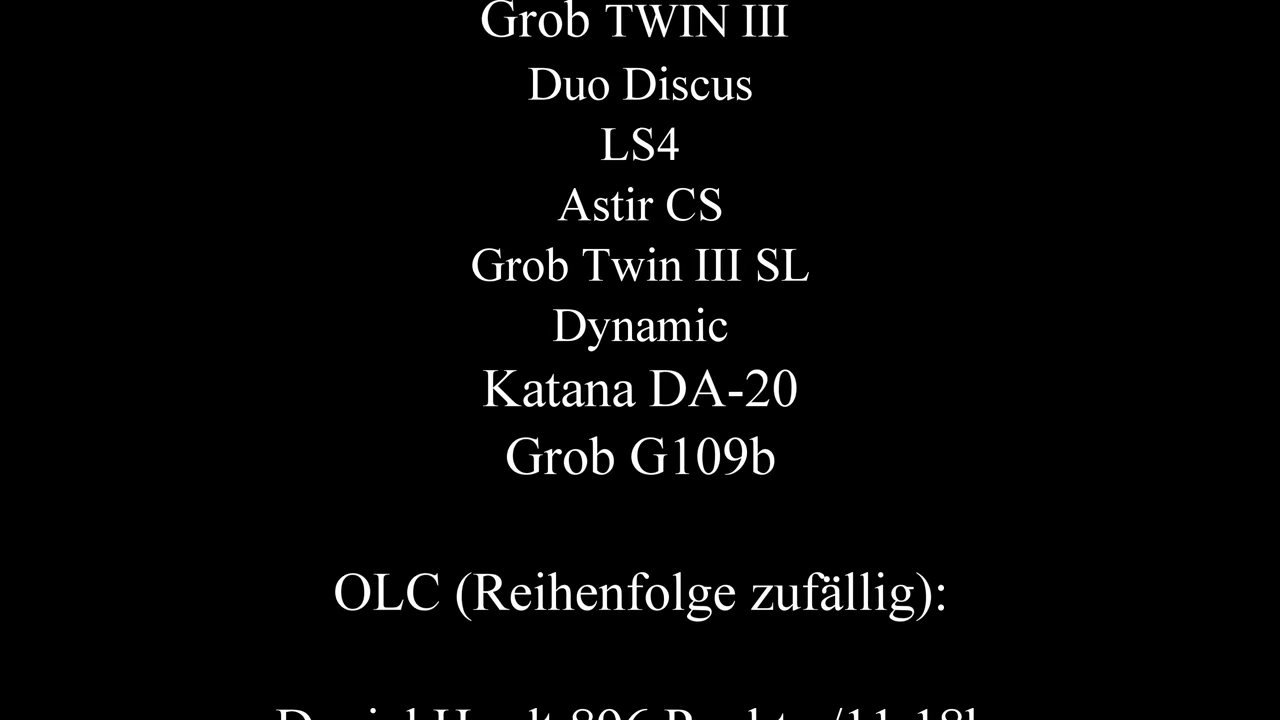 Grob TWIN III
Duo Discus
LS4
Astir CS
Grob Twin III SL
Dynamic
Katana DA-20
Grob G109b
OLC (Reihenfolge zufällig):
Daniel